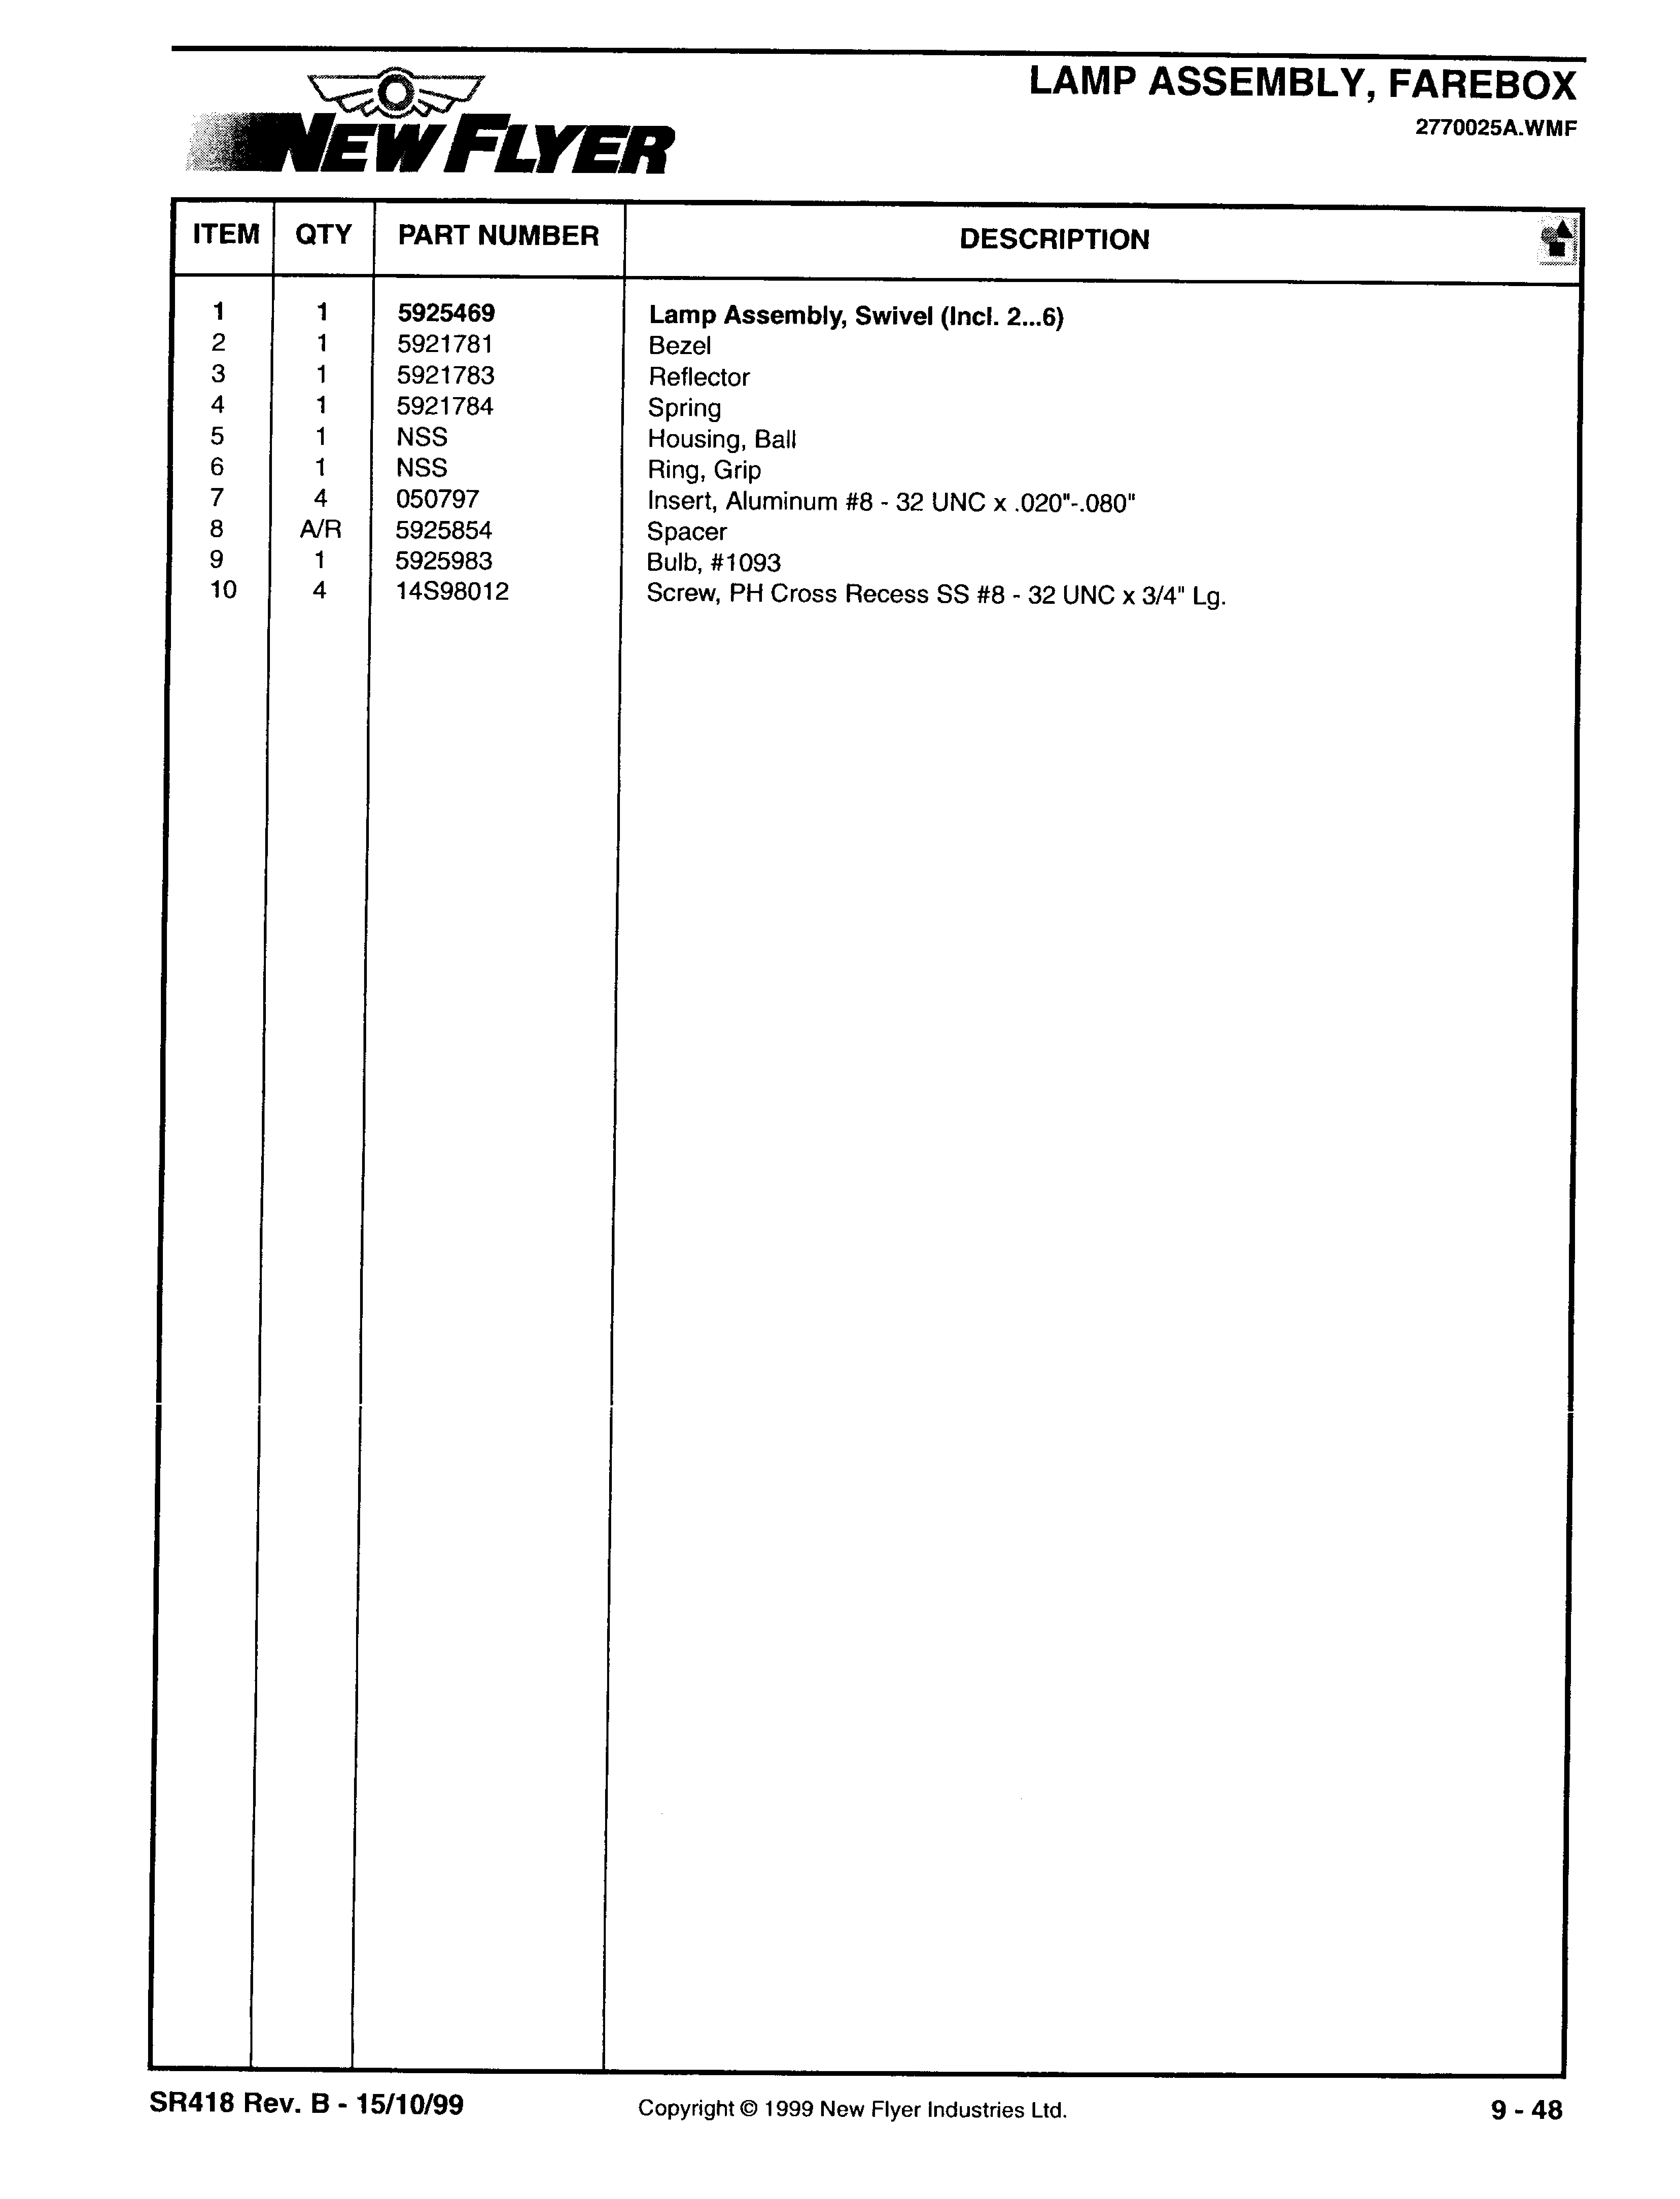 LAMP ASSEMBLY, FAREBOX
2770025A.WMF
NEW FLYER
ITEM QTY PART NUMBER DESCRIPTION
1 1 5925469 Lamp Assembly, Swivel (Incl. 2...6)
2 1 5921781 Bezel
3 1 5921783 Reflector
4 1 5921784 Spring
5 1 NSS Housing, Ball
6 1 NSS Ring, Grip
7 4 050797 Insert, Aluminum #8 - 32 UNC x .020"-.080"
8 A/R 5925854 Spacer
9 1 5925983 Bulb, #1093
10 4 14S98012 Screw, PH Cross Recess SS #8 - 32 UNC x 3/4" Lg.
SR418 Rev. B - 15/10/99 Copyright © 1999 New Flyer Industries Ltd. 9 - 48